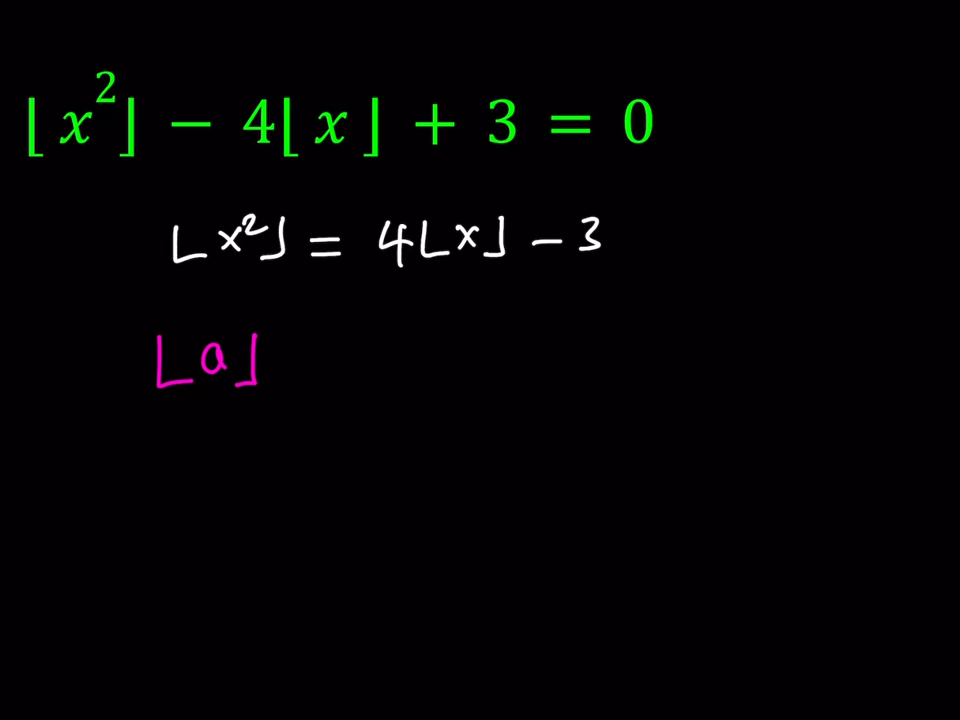 ⌊x²⌋ − 4⌊x⌋ + 3 = 0
⌊x²⌋ = 4⌊x⌋ − 3
⌊a⌋